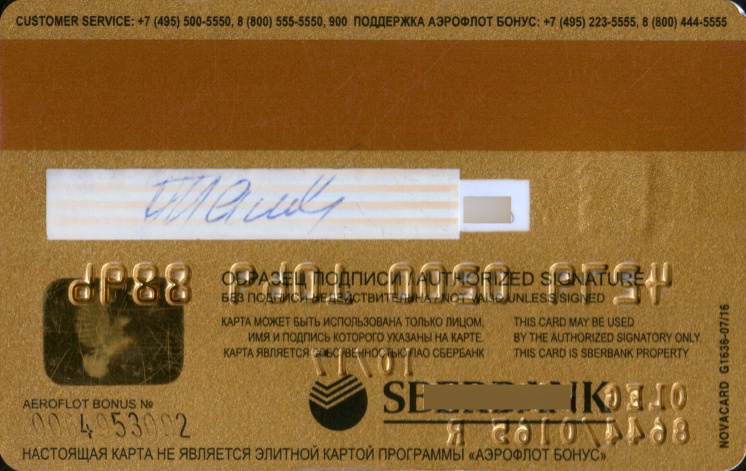 CUSTOMER SERVICE: +7 (495) 500-5550, 8 (800) 555-5550, 900 ПОДДЕРЖКА АЭРОФЛОТ БОНУС: +7 (495) 223-5555, 8 (800) 444-5555
ОБРАЗЕЦ ПОДПИСИ / AUTHORIZED SIGNATURE
БЕЗ ПОДПИСИ НЕДЕЙСТВИТЕЛЬНА / NOT VALID UNLESS SIGNED
КАРТА МОЖЕТ БЫТЬ ИСПОЛЬЗОВАНА ТОЛЬКО ЛИЦОМ,
ИМЯ И ПОДПИСЬ КОТОРОГО УКАЗАНЫ НА КАРТЕ.
КАРТА ЯВЛЯЕТСЯ СОБСТВЕННОСТЬЮ ПАО СБЕРБАНК
THIS CARD MAY BE USED
BY THE AUTHORIZED SIGNATORY ONLY.
THIS CARD IS SBERBANK PROPERTY
SBERBANK
AEROFLOT BONUS №
НАСТОЯЩАЯ КАРТА НЕ ЯВЛЯЕТСЯ ЭЛИТНОЙ КАРТОЙ ПРОГРАММЫ «АЭРОФЛОТ БОНУС»
NOVACARD G1636-07/16